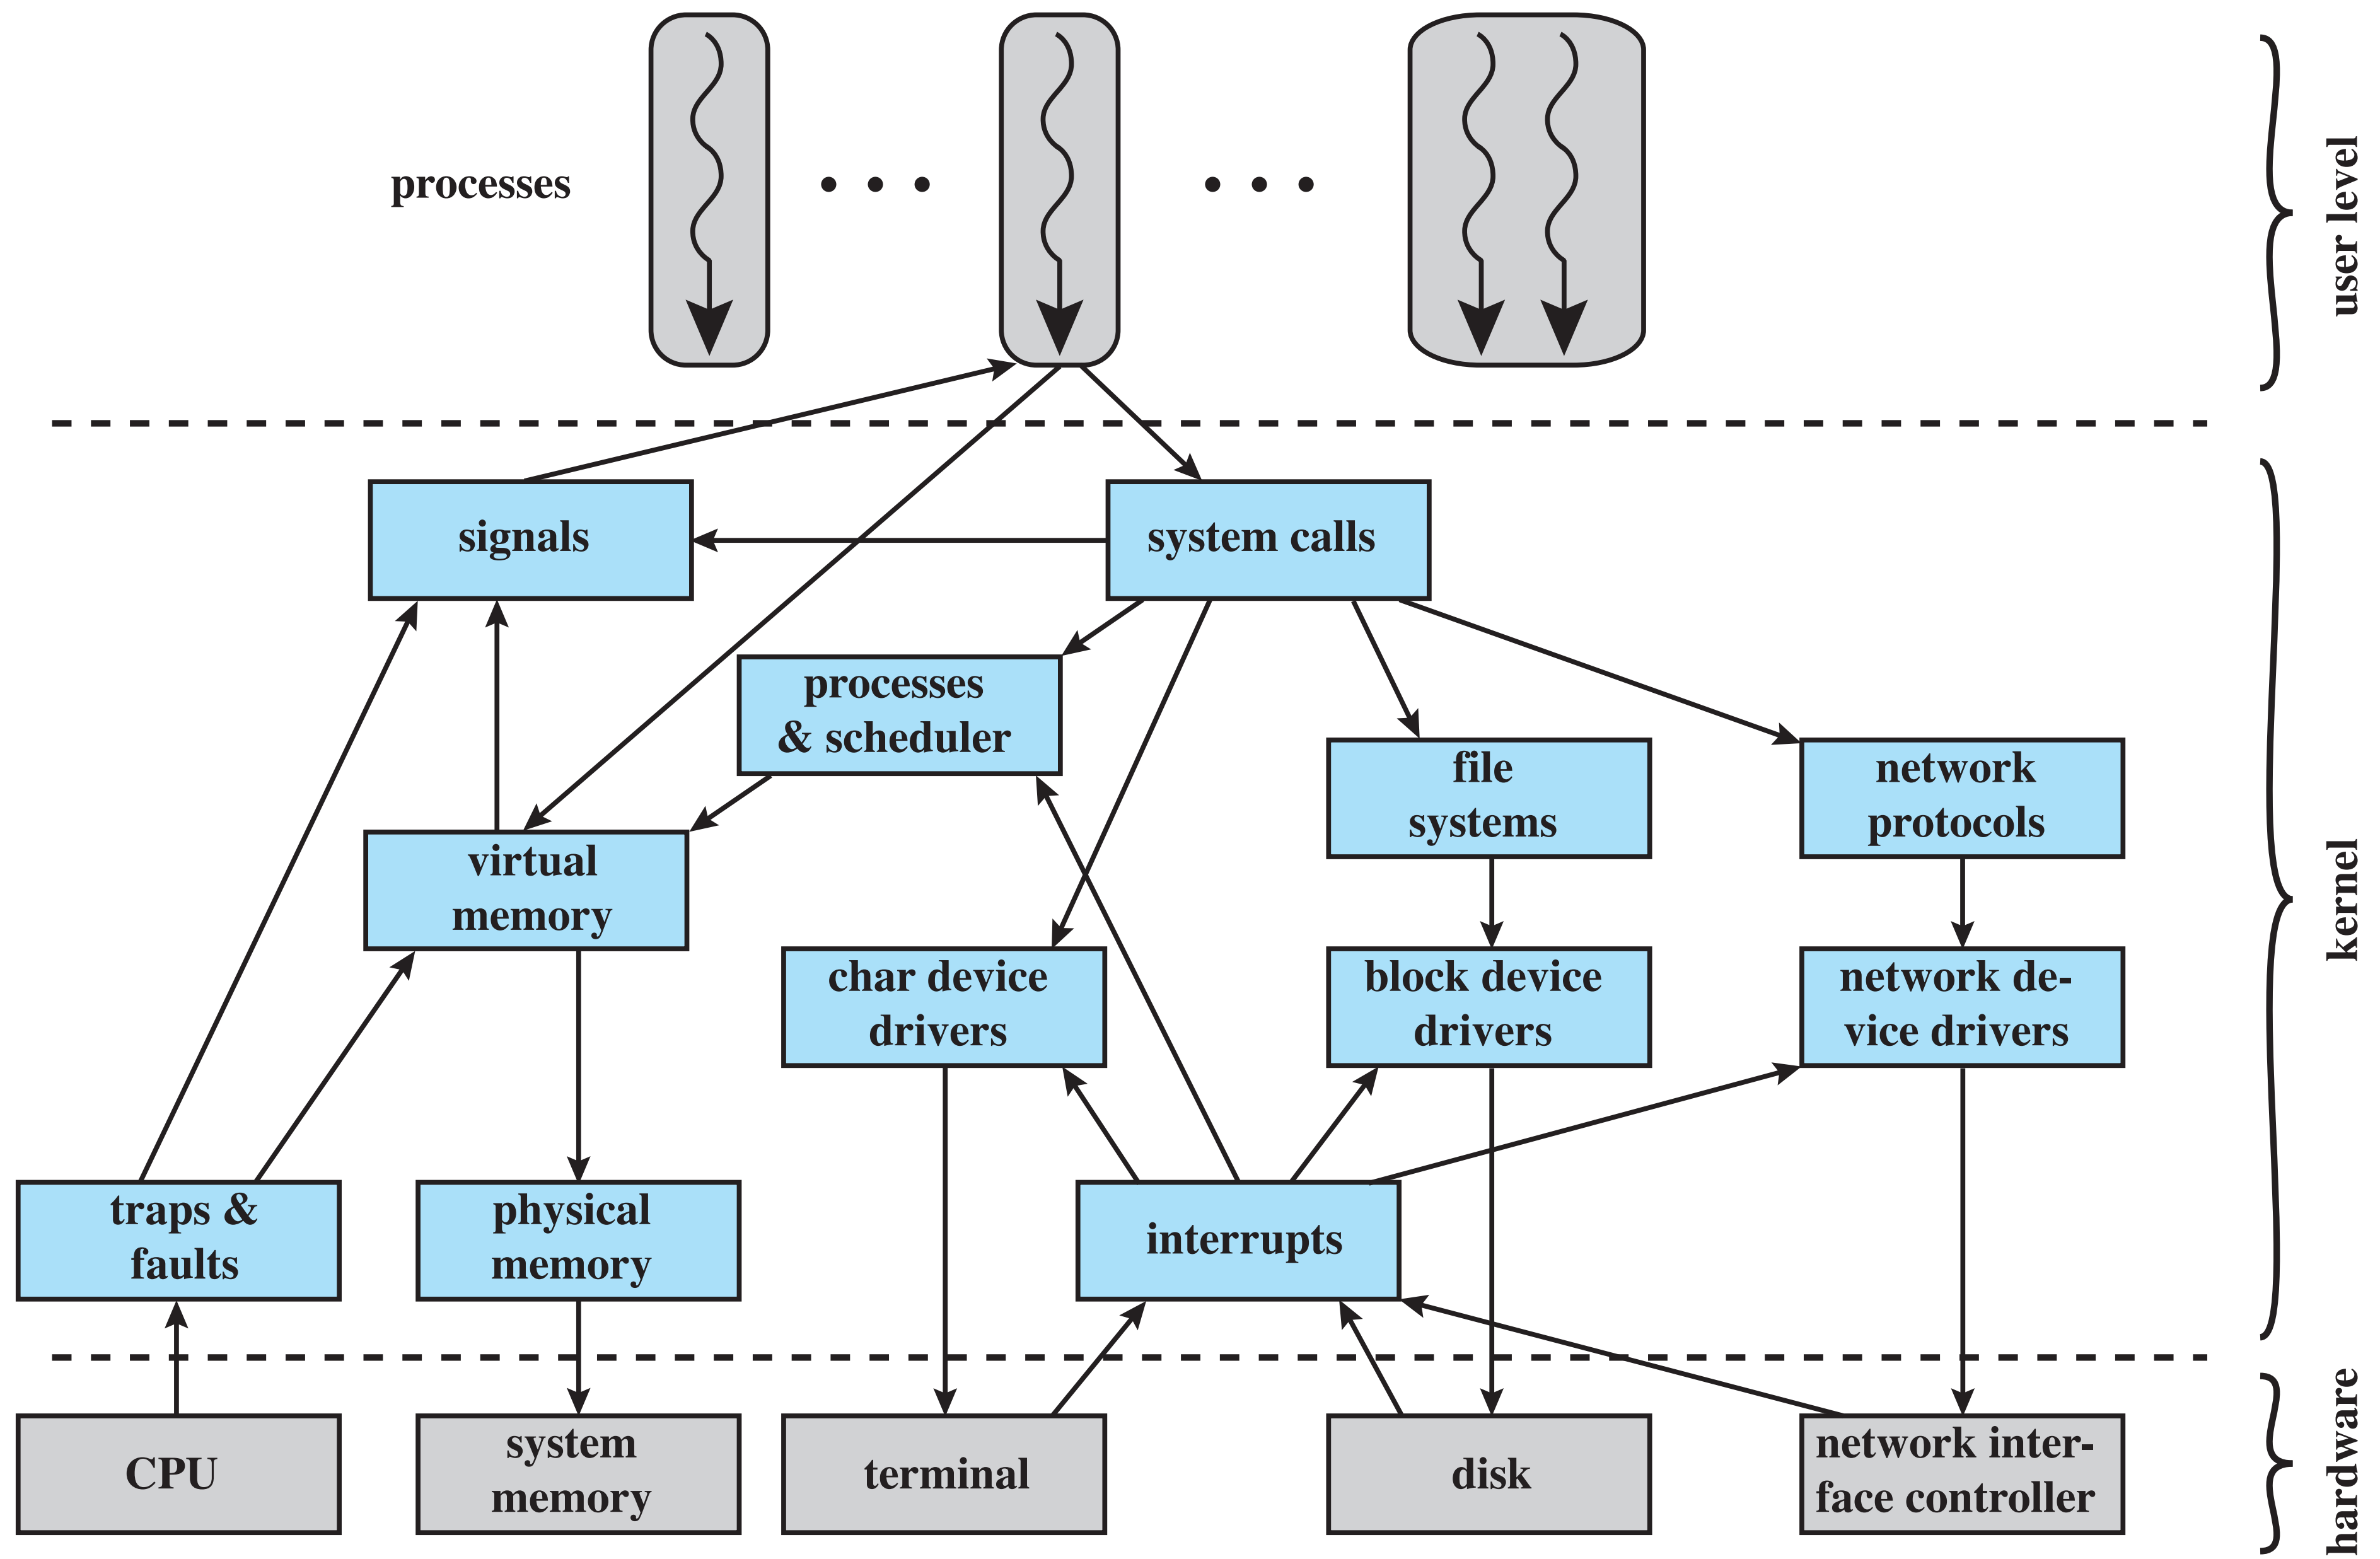 processes
user level
signals
system calls
processes
& scheduler
file
systems
network
protocols
virtual
memory
kernel
char device
drivers
block device
drivers
network de-
vice drivers
traps &
faults
physical
memory
interrupts
CPU
system
memory
terminal
disk
network inter-
face controller
hardware